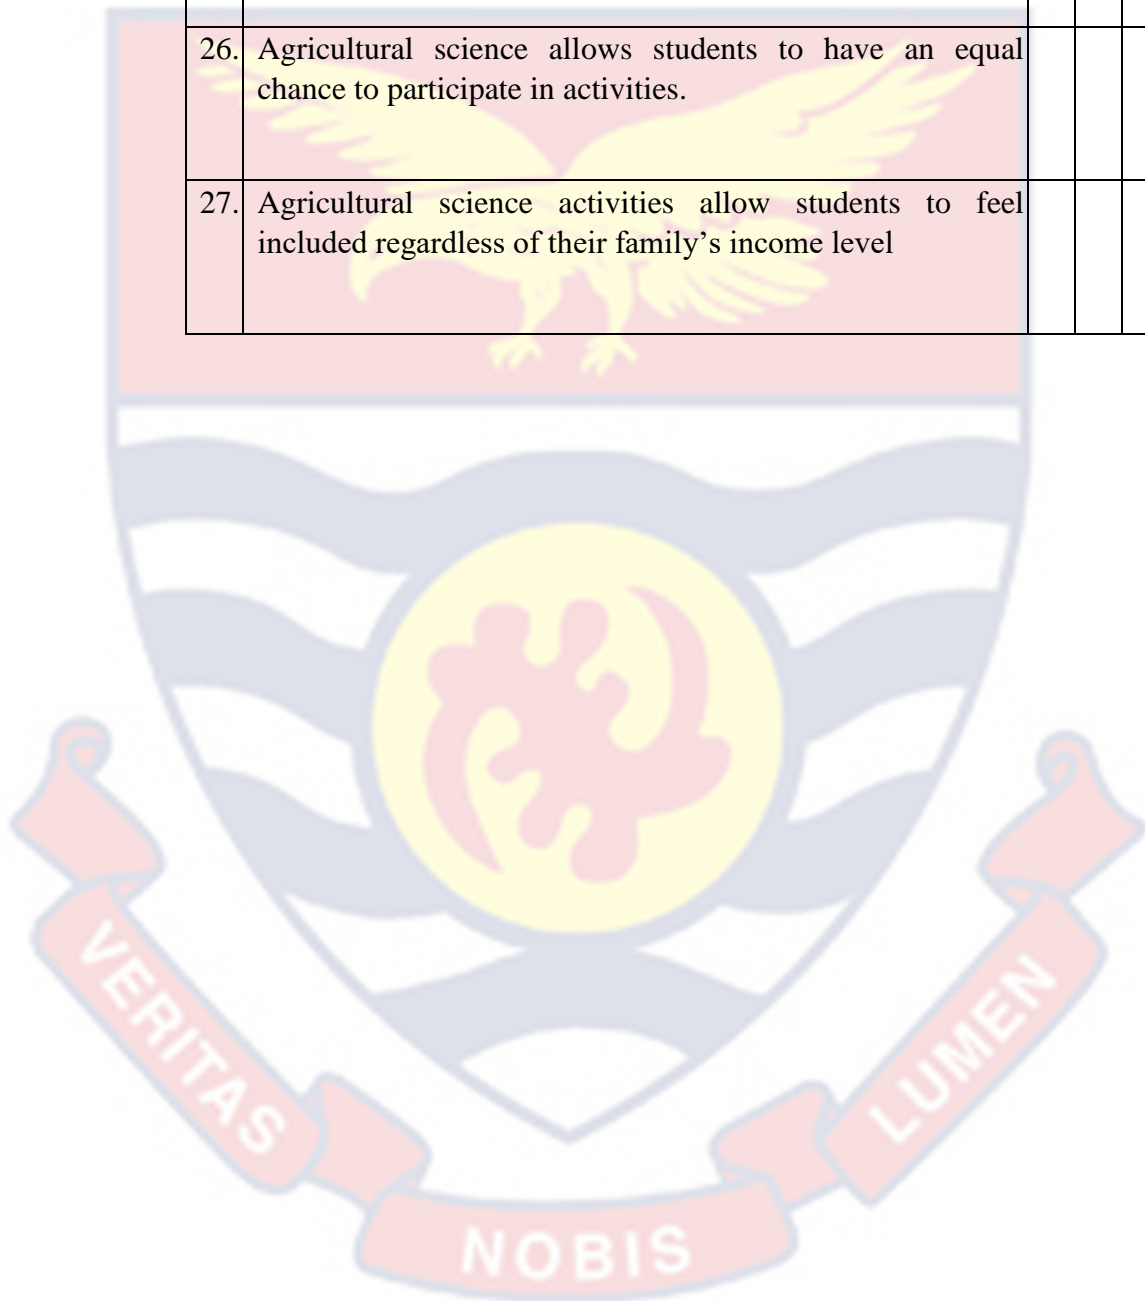 26. Agricultural science allows students to have an equal
chance to participate in activities.
27. Agricultural science activities allow students to feel
included regardless of their family’s income level
VERITAS
NOBIS
LUMEN